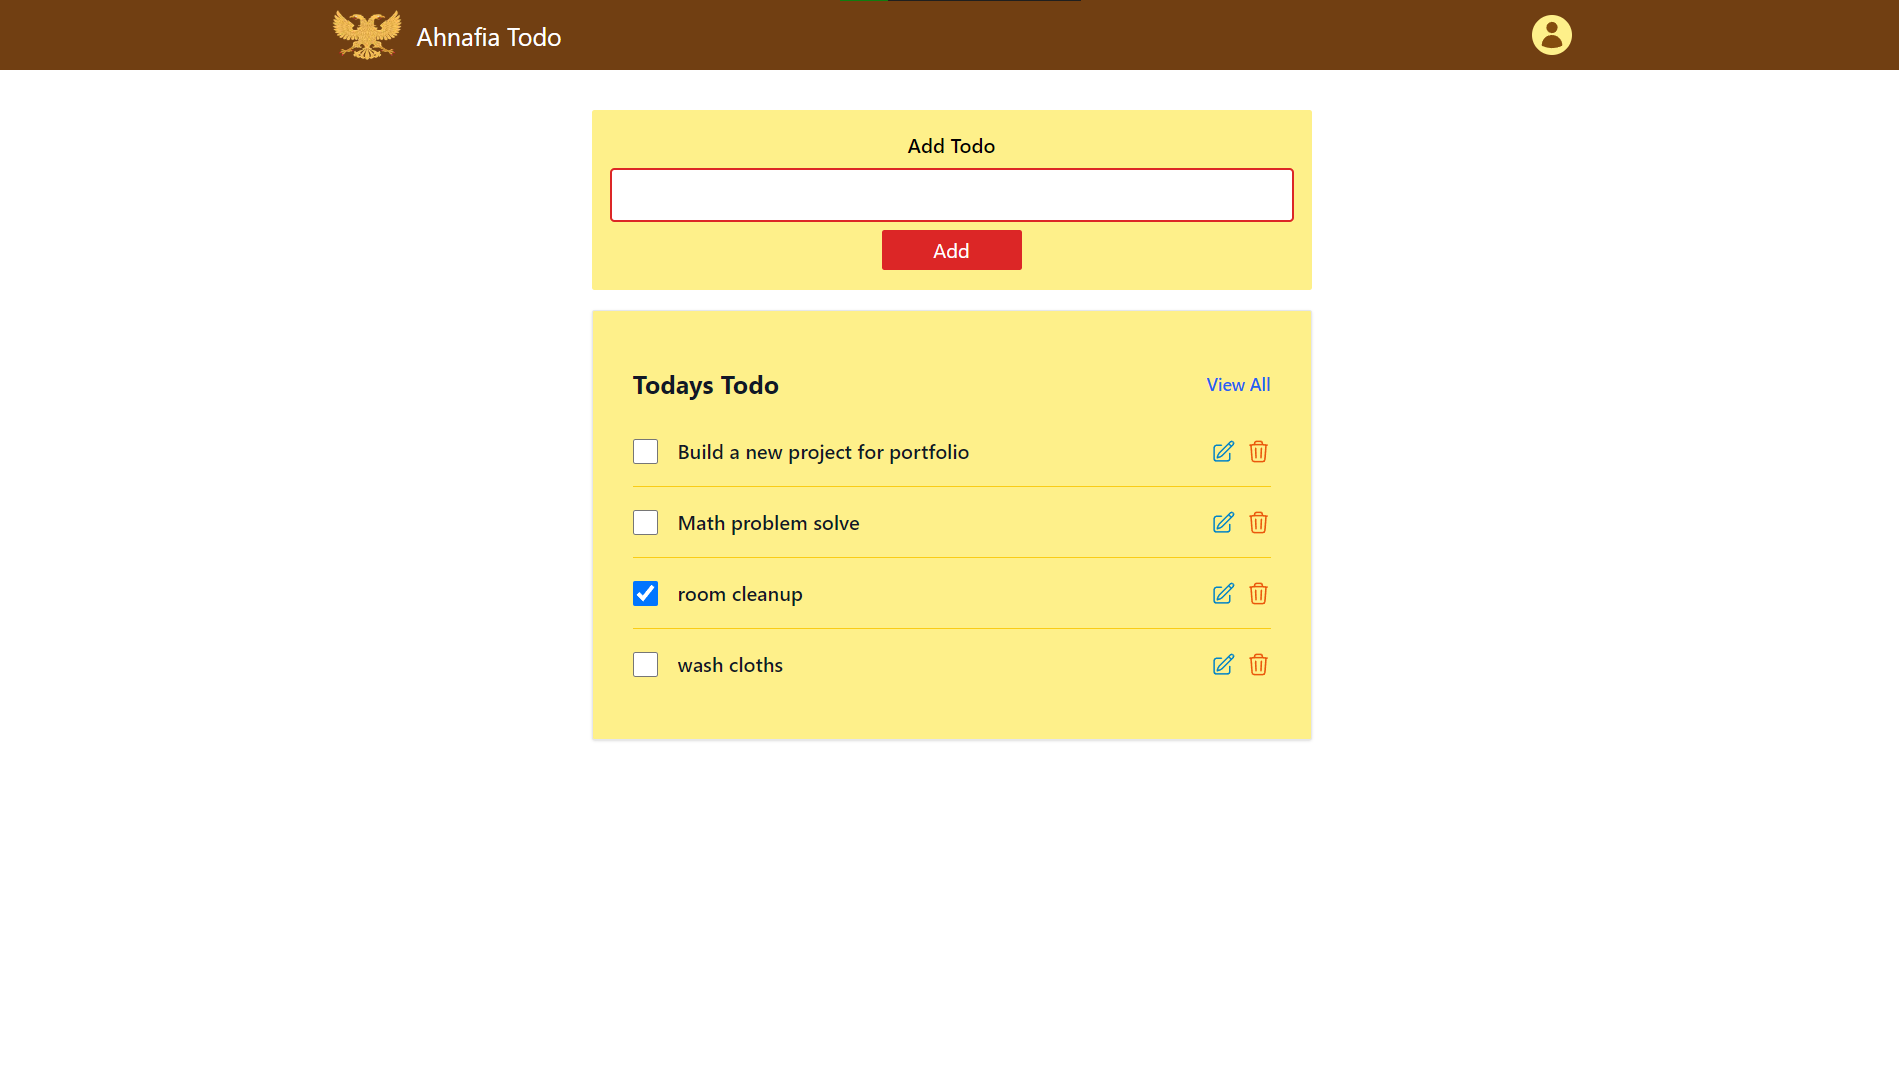 Ahnafia Todo
Add Todo
Add
Todays Todo
View All
Build a new project for portfolio
Math problem solve
room cleanup
wash cloths